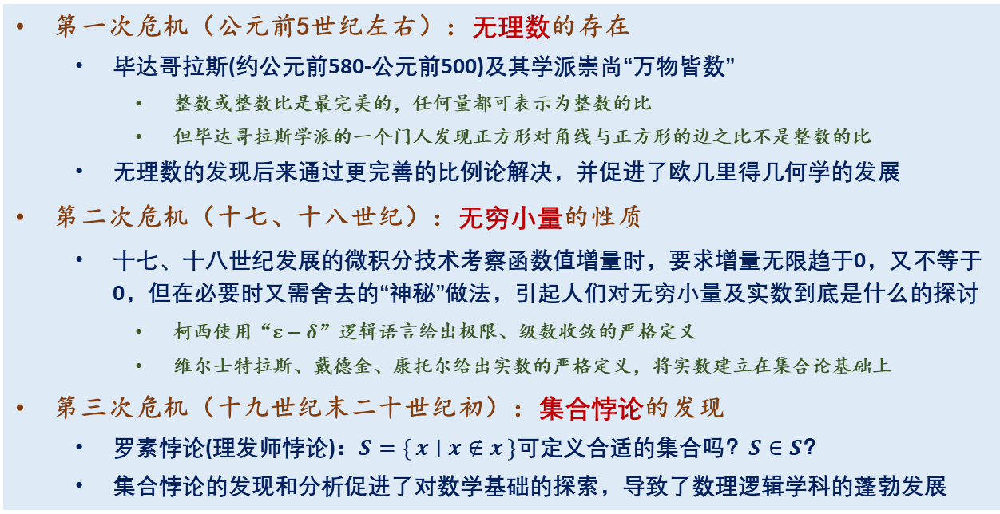 • 第一次危机（公元前5世纪左右）：无理数的存在
• 毕达哥拉斯(约公元前580-公元前500)及其学派崇尚“万物皆数”
• 整数或整数比是最完美的，任何量都可表示为整数的比
• 但毕达哥拉斯学派的一个门人发现正方形对角线与正方形的边之比不是整数的比
• 无理数的发现后来通过更完善的比例论解决，并促进了欧几里得几何学的发展
• 第二次危机（十七、十八世纪）：无穷小量的性质
• 十七、十八世纪发展的微积分技术考察函数值增量时，要求增量无限趋于0，又不等于
0，但在必要时又需舍去的“神秘”做法，引起人们对无穷小量及实数到底是什么的探讨
• 柯西使用“ε − δ”逻辑语言给出极限、级数收敛的严格定义
• 维尔士特拉斯、戴德金、康托尔给出实数的严格定义，将实数建立在集合论基础上
• 第三次危机（十九世纪末二十世纪初）：集合悖论的发现
• 罗素悖论(理发师悖论)：S = { x | x ∉ x }可定义合适的集合吗？S ∈ S？
• 集合悖论的发现和分析促进了对数学基础的探索，导致了数理逻辑学科的蓬勃发展